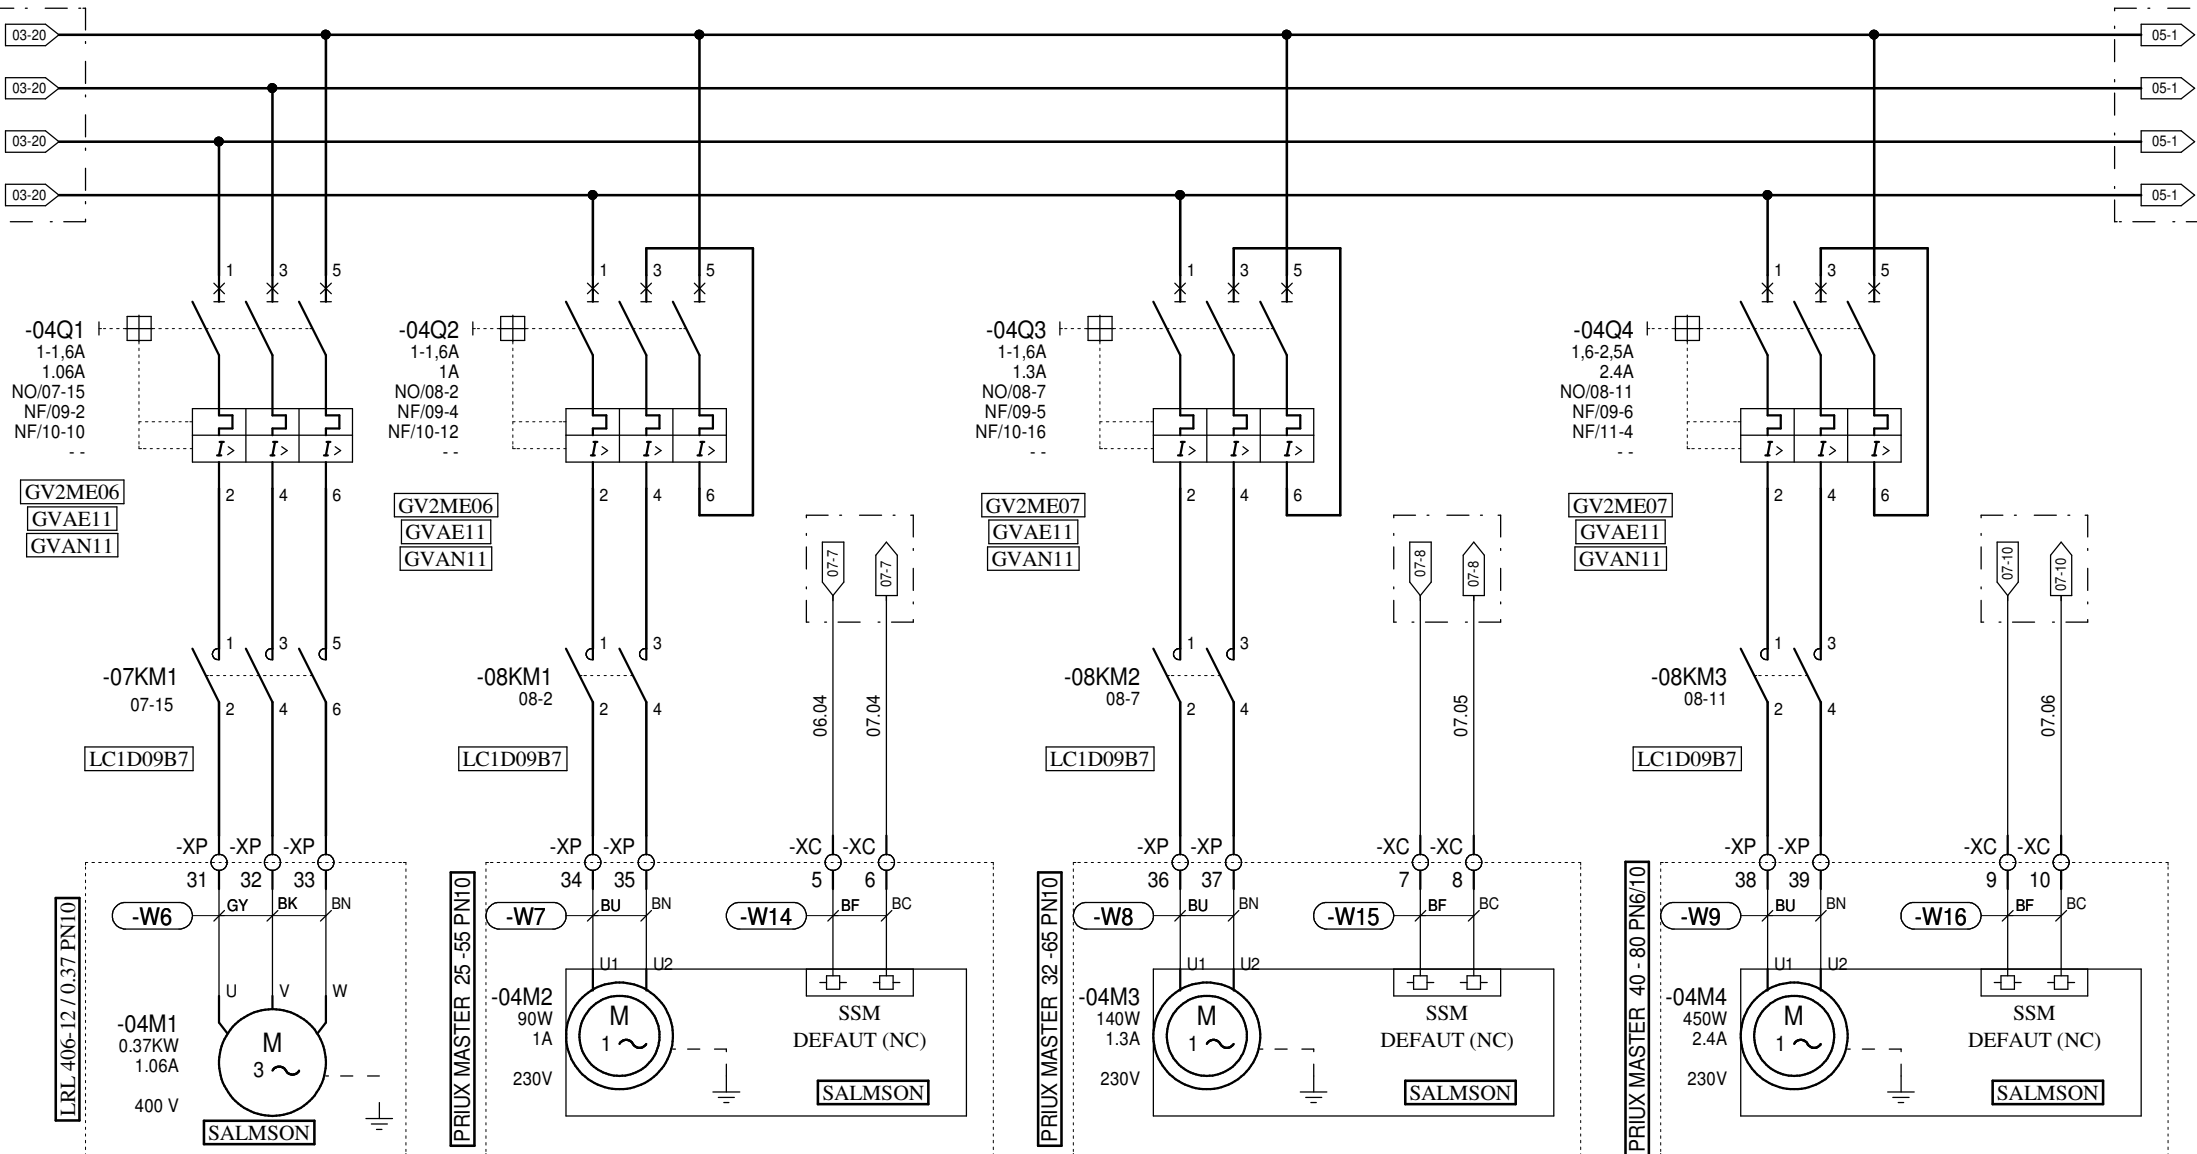 03-20
05-1
03-20
05-1
03-20
05-1
03-20
05-1
1 3 5
-04Q1
1-1,6A
1.06A
NO/07-15
NF/09-2
NF/10-10
- -
I> I> I>
2 4 6
GV2ME06
GVAE11
GVAN11
1 3 5
-07KM1
07-15
2 4 6
LC1D09B7
-XP -XP -XP
31 32 33
-W6
GY BK BN
LRL 406-12 / 0.37 PN10
U V W
-04M1
0.37KW
1.06A
400 V
M
3
SALMSON
1 3 5
-04Q2
1-1,6A
1A
NO/08-2
NF/09-4
NF/10-12
- -
I> I> I>
2 4 6
GV2ME06
GVAE11
GVAN11
07-7
07-7
1 3
-08KM1
08-2
2 4
06.04
07.04
LC1D09B7
-XP -XP
34 35
-XC -XC
5 6
-W7
BU BN
-W14
BF BC
PRIUX MASTER 25 -55 PN10
U1 U2
-04M2
90W
1A
230V
M
1
SSM
DEFAUT (NC)
SALMSON
1 3 5
-04Q3
1-1,6A
1.3A
NO/08-7
NF/09-5
NF/10-16
- -
I> I> I>
2 4 6
GV2ME07
GVAE11
GVAN11
07-8
07-8
1 3
-08KM2
08-7
2 4
07.05
LC1D09B7
-XP -XP
36 37
-XC -XC
7 8
-W8
BU BN
-W15
BF BC
PRIUX MASTER 32 -65 PN10
U1 U2
-04M3
140W
1.3A
230V
M
1
SSM
DEFAUT (NC)
SALMSON
1 3 5
-04Q4
1,6-2,5A
2.4A
NO/08-11
NF/09-6
NF/11-4
- -
I> I> I>
2 4 6
GV2ME07
GVAE11
GVAN11
07-10
07-10
1 3
-08KM3
08-11
2 4
07.06
LC1D09B7
-XP -XP
38 39
-XC -XC
9 10
-W9
BU BN
-W16
BF BC
PRIUX MASTER 40 - 80 PN6/10
U1 U2
-04M4
450W
2.4A
230V
M
1
SSM
DEFAUT (NC)
SALMSON